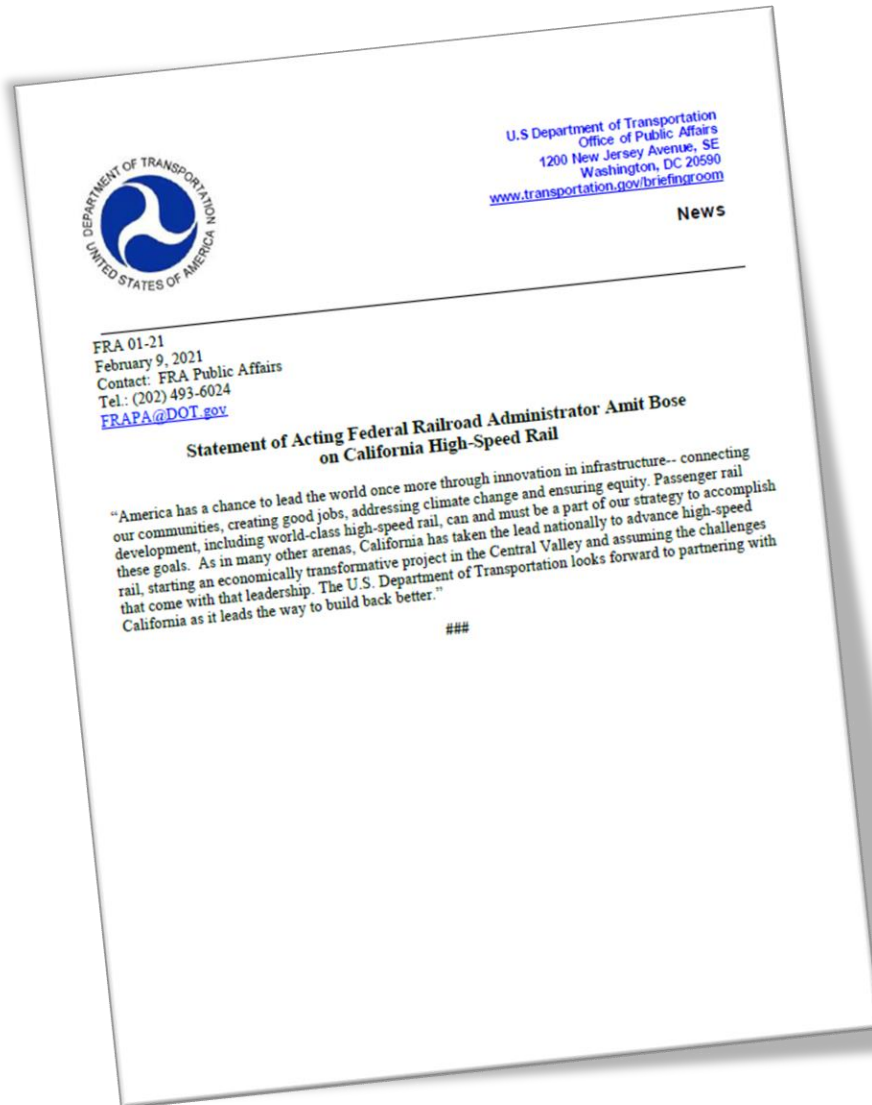 DEPARTMENT OF TRANSPORTATION
UNITED STATES OF AMERICA
U.S Department of Transportation
Office of Public Affairs
1200 New Jersey Avenue, SE
Washington, DC 20590
www.transportation.gov/briefingroom
News
FRA 01-21
February 9, 2021
Contact:  FRA Public Affairs
Tel.: (202) 493-6024
FRAPA@DOT.gov
Statement of Acting Federal Railroad Administrator Amit Bose
on California High-Speed Rail
“America has a chance to lead the world once more through innovation in infrastructure-- connecting
our communities, creating good jobs, addressing climate change and ensuring equity. Passenger rail
development, including world-class high-speed rail, can and must be a part of our strategy to accomplish
these goals.  As in many other arenas, California has taken the lead nationally to advance high-speed
rail, starting an economically transformative project in the Central Valley and assuming the challenges
that come with that leadership. The U.S. Department of Transportation looks forward to partnering with
California as it leads the way to build back better.”
###